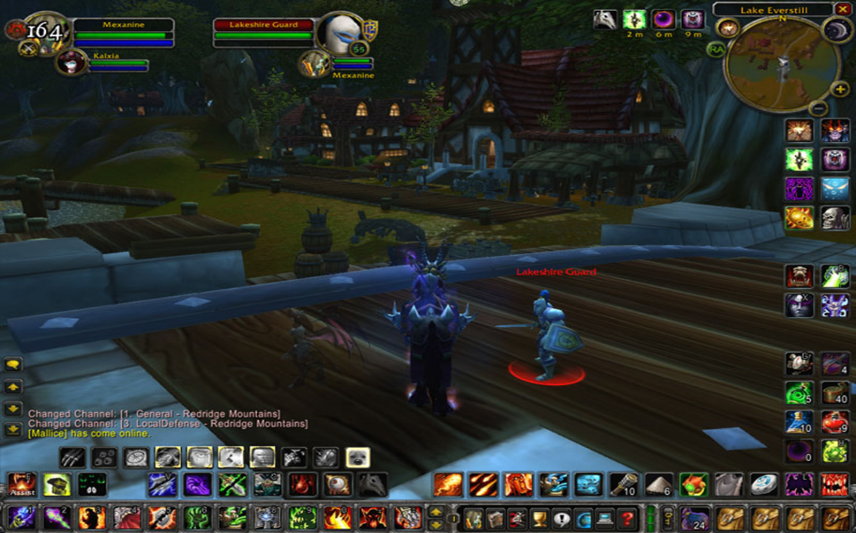 164
Mexanine
Kalxia
Lakeshire Guard
55
Mexanine
2 m
6 m
9 m
Lake Everstill
N
RA
Lakeshire Guard
Changed Channel: [1. General - Redridge Mountains]
Changed Channel: [3. LocalDefense - Redridge Mountains]
[Mallice] has come online.
4
5
40
10
9
0
Assist
10
6
24